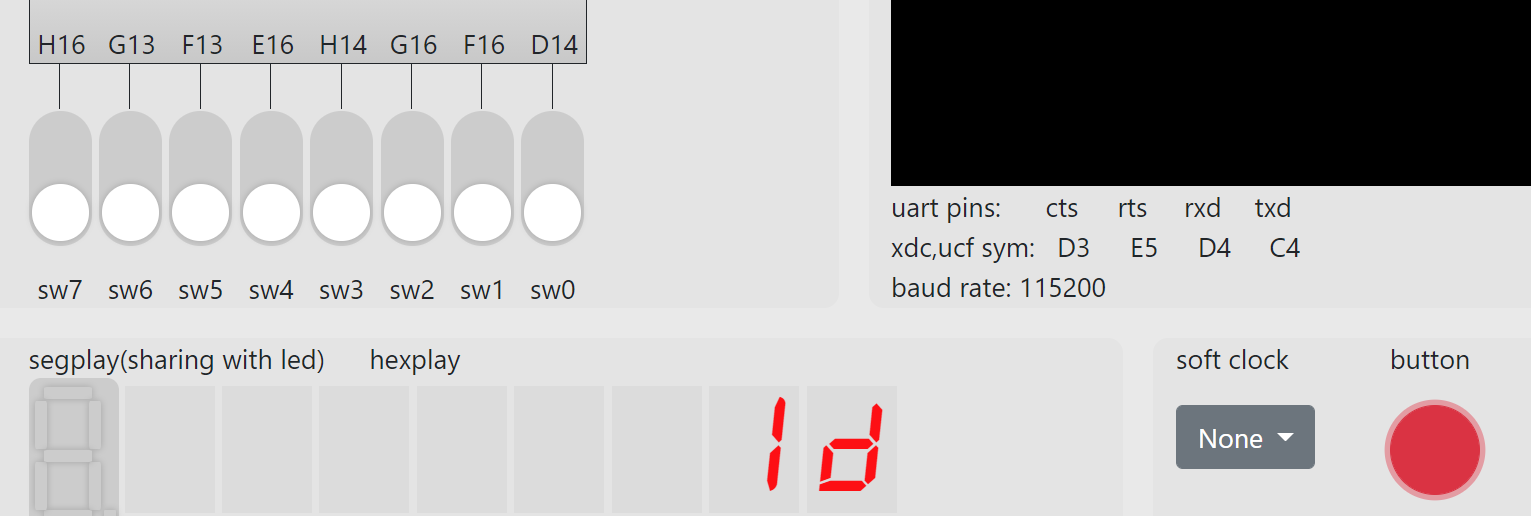 H16 G13 F13 E16 H14 G16 F16 D14
sw7 sw6 sw5 sw4 sw3 sw2 sw1 sw0
uart pins: cts rts rxd txd
xdc,ucf sym: D3 E5 D4 C4
baud rate: 115200
segplay(sharing with led) hexplay
1d
soft clock button
None